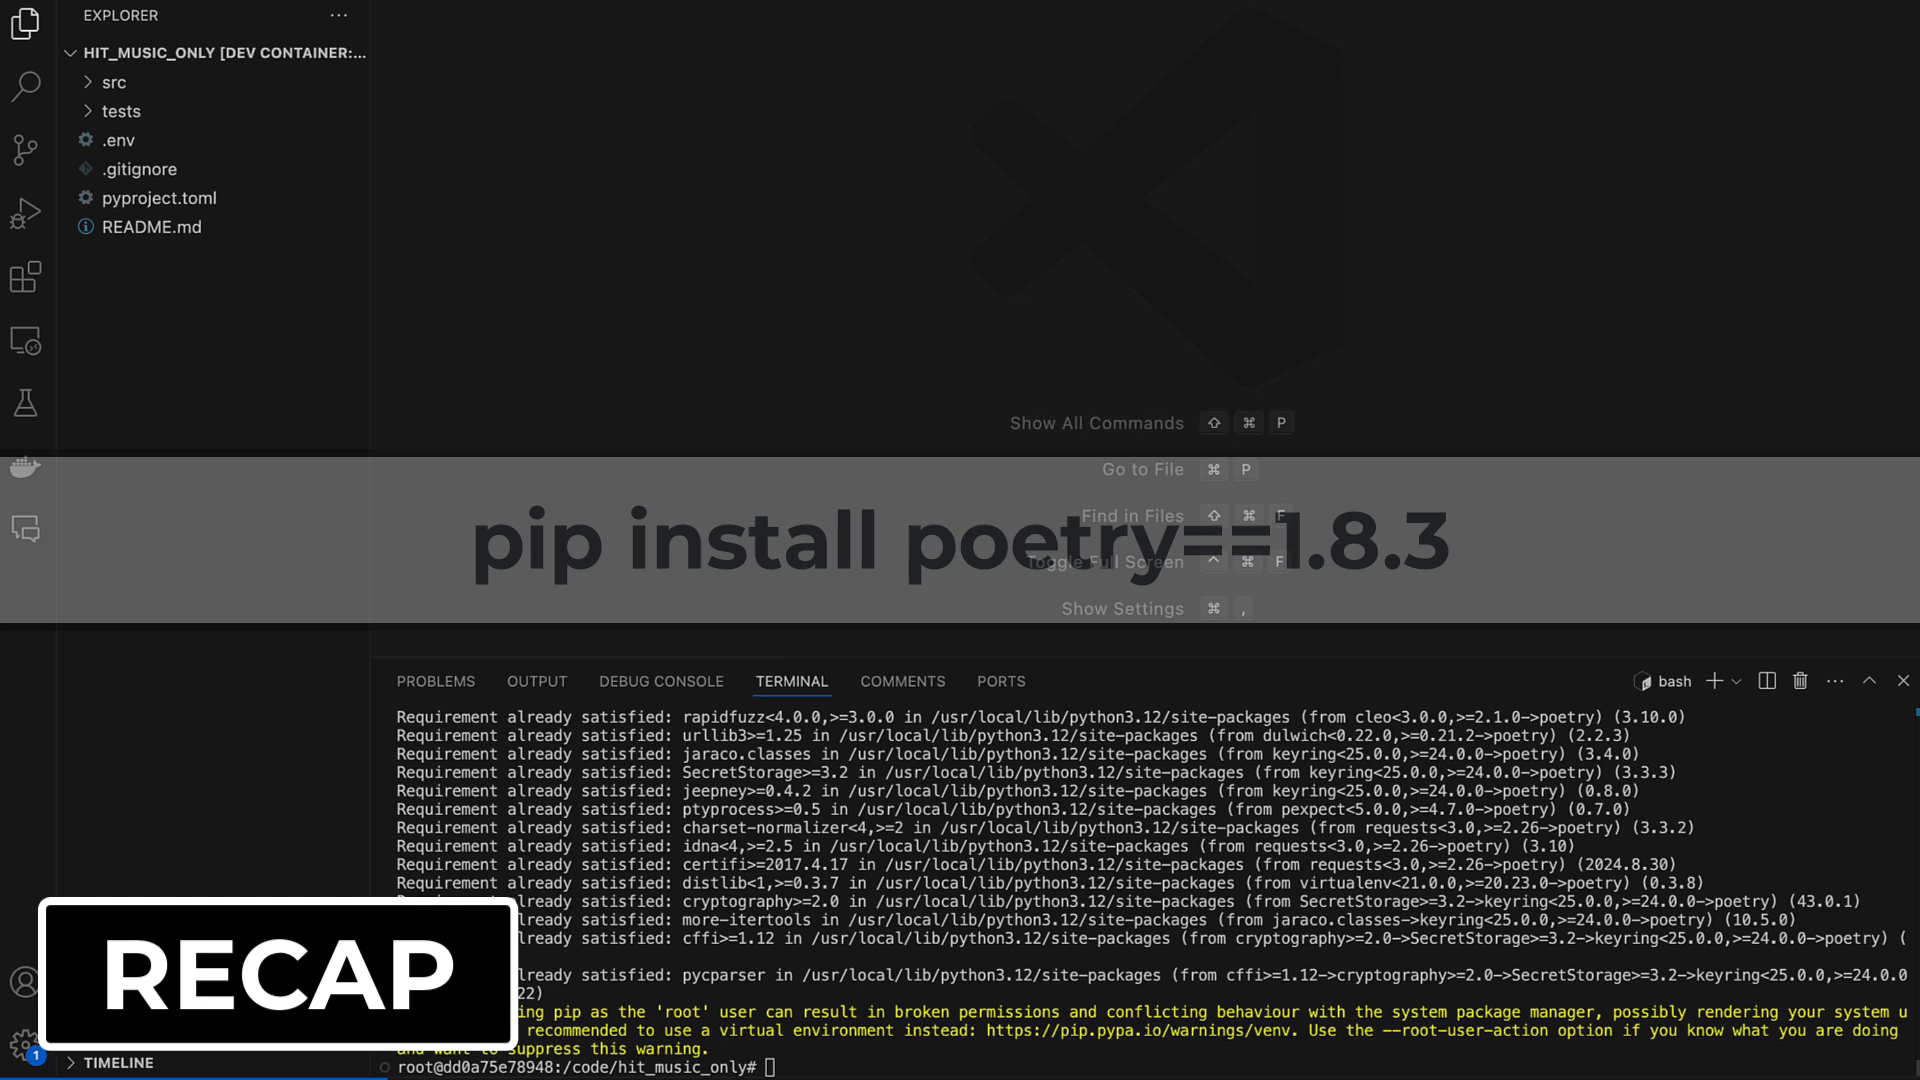 EXPLORER
HIT_MUSIC_ONLY [DEV CONTAINER:...
src
tests
.env
.gitignore
pyproject.toml
README.md
Show All Commands ⇧ ⌘ P
Go to File ⌘ P
Find in Files ⇧ ⌘ F
Toggle Full Screen ^ ⌘ F
Show Settings ⌘ ,
pip install poetry==1.8.3
PROBLEMS OUTPUT DEBUG CONSOLE TERMINAL COMMENTS PORTS
bash
Requirement already satisfied: rapidfuzz<4.0.0,>=3.0.0 in /usr/local/lib/python3.12/site-packages (from cleo<3.0.0,>=2.1.0->poetry) (3.10.0)
Requirement already satisfied: urllib3>=1.25 in /usr/local/lib/python3.12/site-packages (from dulwich<0.22.0,>=0.21.2->poetry) (2.2.3)
Requirement already satisfied: jaraco.classes in /usr/local/lib/python3.12/site-packages (from keyring<25.0.0,>=24.0.0->poetry) (3.4.0)
Requirement already satisfied: SecretStorage>=3.2 in /usr/local/lib/python3.12/site-packages (from keyring<25.0.0,>=24.0.0->poetry) (3.3.3)
Requirement already satisfied: jeepney>=0.4.2 in /usr/local/lib/python3.12/site-packages (from keyring<25.0.0,>=24.0.0->poetry) (0.8.0)
Requirement already satisfied: ptyprocess>=0.5 in /usr/local/lib/python3.12/site-packages (from pexpect<5.0.0,>=4.7.0->poetry) (0.7.0)
Requirement already satisfied: charset-normalizer<4,>=2 in /usr/local/lib/python3.12/site-packages (from requests<3.0,>=2.26->poetry) (3.3.2)
Requirement already satisfied: idna<4,>=2.5 in /usr/local/lib/python3.12/site-packages (from requests<3.0,>=2.26->poetry) (3.10)
Requirement already satisfied: certifi>=2017.4.17 in /usr/local/lib/python3.12/site-packages (from requests<3.0,>=2.26->poetry) (2024.8.30)
Requirement already satisfied: distlib<1,>=0.3.7 in /usr/local/lib/python3.12/site-packages (from virtualenv<21.0.0,>=20.23.0->poetry) (0.3.8)
lready satisfied: cryptography>=2.0 in /usr/local/lib/python3.12/site-packages (from SecretStorage>=3.2->keyring<25.0.0,>=24.0.0->poetry) (43.0.1)
lready satisfied: more-itertools in /usr/local/lib/python3.12/site-packages (from jaraco.classes->keyring<25.0.0,>=24.0.0->poetry) (10.5.0)
lready satisfied: cffi>=1.12 in /usr/local/lib/python3.12/site-packages (from cryptography>=2.0->SecretStorage>=3.2->keyring<25.0.0,>=24.0.0->poetry) (
lready satisfied: pycparser in /usr/local/lib/python3.12/site-packages (from cffi>=1.12->cryptography>=2.0->SecretStorage>=3.2->keyring<25.0.0,>=24.0.0
22)
ing pip as the 'root' user can result in broken permissions and conflicting behaviour with the system package manager, possibly rendering your system u
recommended to use a virtual environment instead: https://pip.pypa.io/warnings/venv. Use the --root-user-action option if you know what you are doing
and want to suppress this warning.
root@dd0a75e78948:/code/hit_music_only#
RECAP
1
TIMELINE